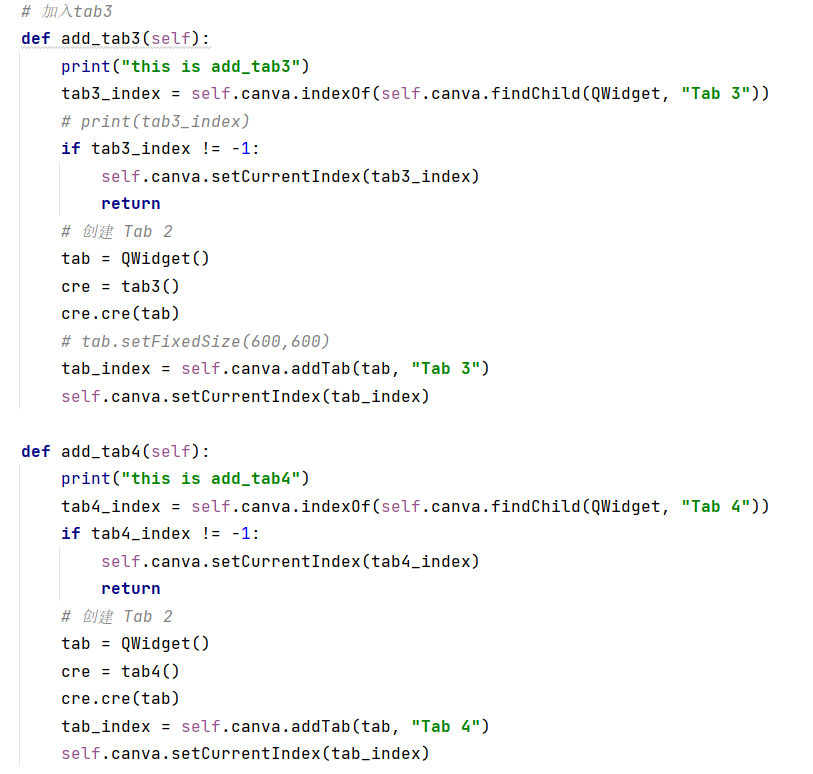 # 加入tab3
def add_tab3(self):
    print("this is add_tab3")
    tab3_index = self.canva.indexOf(self.canva.findChild(QWidget, "Tab 3"))
    # print(tab3_index)
    if tab3_index != -1:
        self.canva.setCurrentIndex(tab3_index)
        return
    # 创建 Tab 2
    tab = QWidget()
    cre = tab3()
    cre.cre(tab)
    # tab.setFixedSize(600,600)
    tab_index = self.canva.addTab(tab, "Tab 3")
    self.canva.setCurrentIndex(tab_index)

def add_tab4(self):
    print("this is add_tab4")
    tab4_index = self.canva.indexOf(self.canva.findChild(QWidget, "Tab 4"))
    if tab4_index != -1:
        self.canva.setCurrentIndex(tab4_index)
        return
    # 创建 Tab 2
    tab = QWidget()
    cre = tab4()
    cre.cre(tab)
    tab_index = self.canva.addTab(tab, "Tab 4")
    self.canva.setCurrentIndex(tab_index)